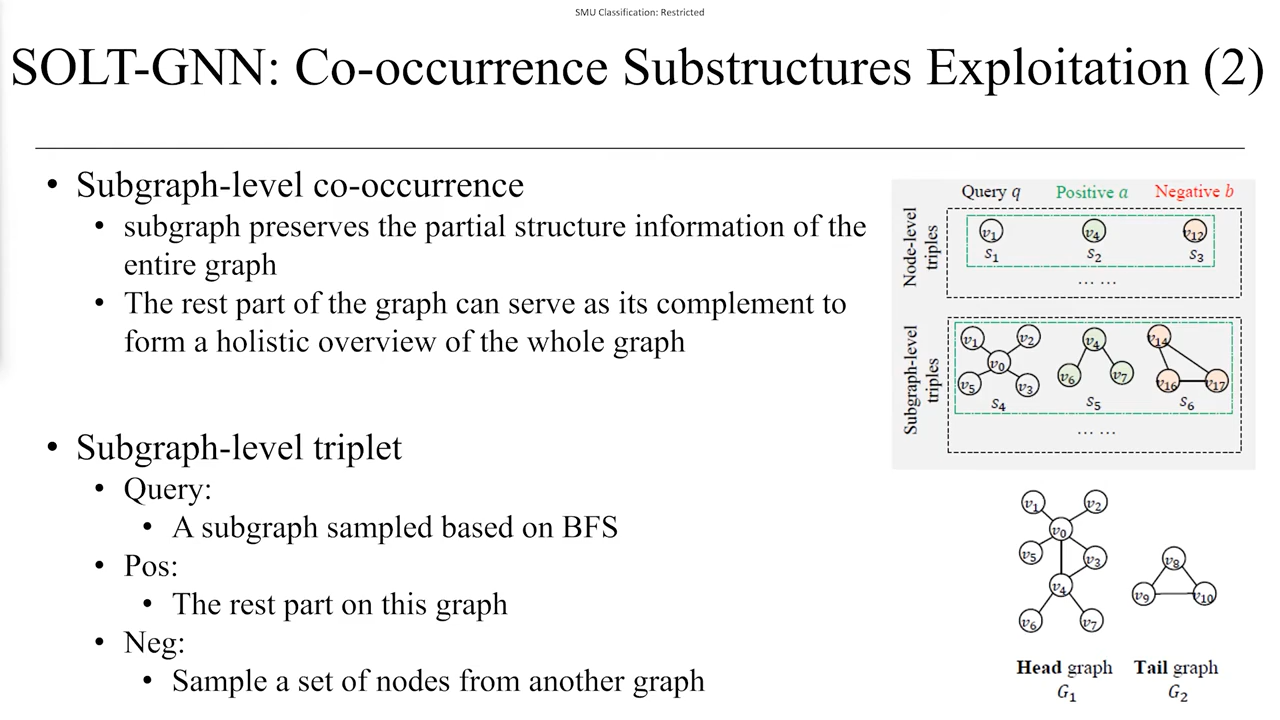 SMU Classification: Restricted
SOLT-GNN: Co-occurrence Substructures Exploitation (2)
• Subgraph-level co-occurrence
• subgraph preserves the partial structure information of the
entire graph
• The rest part of the graph can serve as its complement to
form a holistic overview of the whole graph
• Subgraph-level triplet
• Query:
• A subgraph sampled based on BFS
• Pos:
• The rest part on this graph
• Neg:
• Sample a set of nodes from another graph
Query q Positive a Negative b
Node-level
triples
v1 v4 v12
S1 S2 S3
... ...
Subgraph-level
triples
v1 v2 v4 v14
v0
v5 v3 v6 v7 v16 v17
S4 S5 S6
... ...
v1 v2
v0
v5 v3 v8
v4
v9 v10
v6 v7
Head graph Tail graph
G1 G2